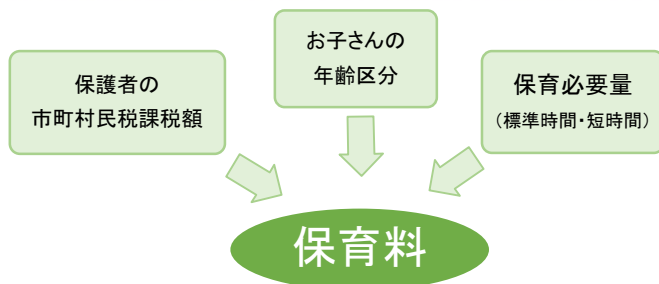 保護者の
市町村民税課税額
お子さんの
年齢区分
保育必要量
（標準時間・短時間）
保育料